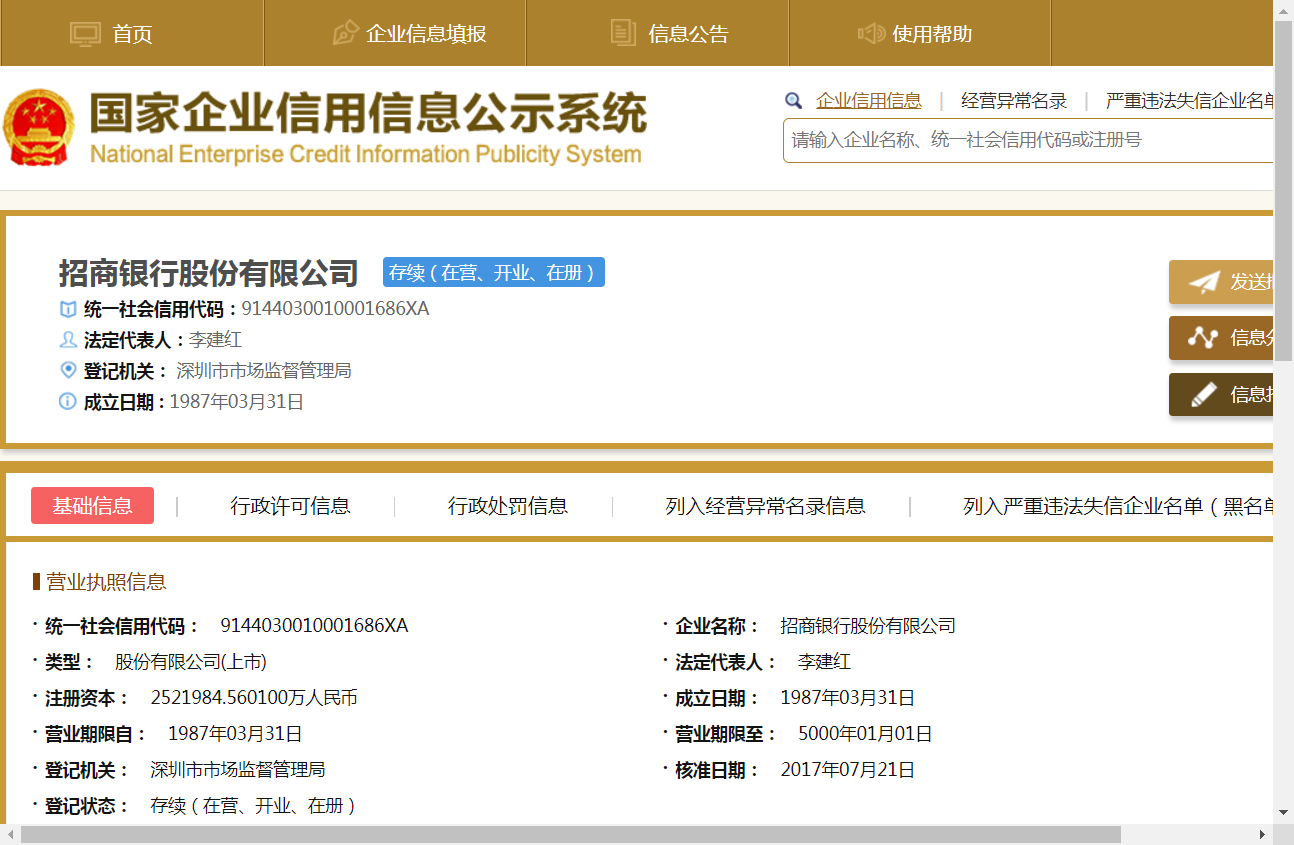 首页 企业信息填报 信息公告 使用帮助
国家企业信用信息公示系统
National Enterprise Credit Information Publicity System
企业信用信息 | 经营异常名录 | 严重违法失信企业名单
请输入企业名称、统一社会信用代码或注册号
招商银行股份有限公司 存续（在营、开业、在册）
统一社会信用代码：9144030010001686XA
法定代表人：李建红
登记机关： 深圳市市场监督管理局
成立日期：1987年03月31日
发送
信息分
信息
基础信息 | 行政许可信息 | 行政处罚信息 | 列入经营异常名录信息 | 列入严重违法失信企业名单（黑名单
营业执照信息
· 统一社会信用代码： 9144030010001686XA · 企业名称： 招商银行股份有限公司
· 类型： 股份有限公司(上市) · 法定代表人： 李建红
· 注册资本： 2521984.560100万人民币 · 成立日期： 1987年03月31日
· 营业期限自： 1987年03月31日 · 营业期限至： 5000年01月01日
· 登记机关： 深圳市市场监督管理局 · 核准日期： 2017年07月21日
· 登记状态： 存续（在营、开业、在册）